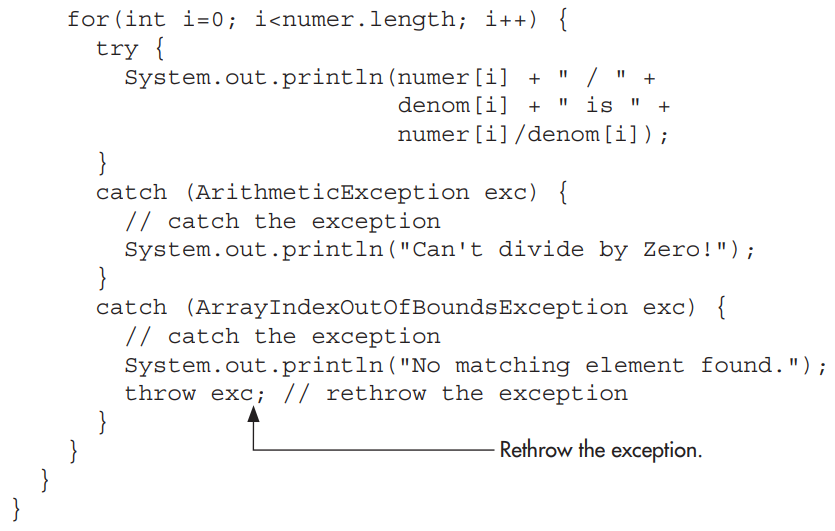 for(int i=0; i<numer.length; i++) {
try {
System.out.println(numer[i] + " / " +
denom[i] + " is " +
numer[i]/denom[i]);
}
catch (ArithmeticException exc) {
// catch the exception
System.out.println("Can't divide by Zero!");
}
catch (ArrayIndexOutOfBoundsException exc) {
// catch the exception
System.out.println("No matching element found.");
throw exc; // rethrow the exception
}
Rethrow the exception.
}
}
}